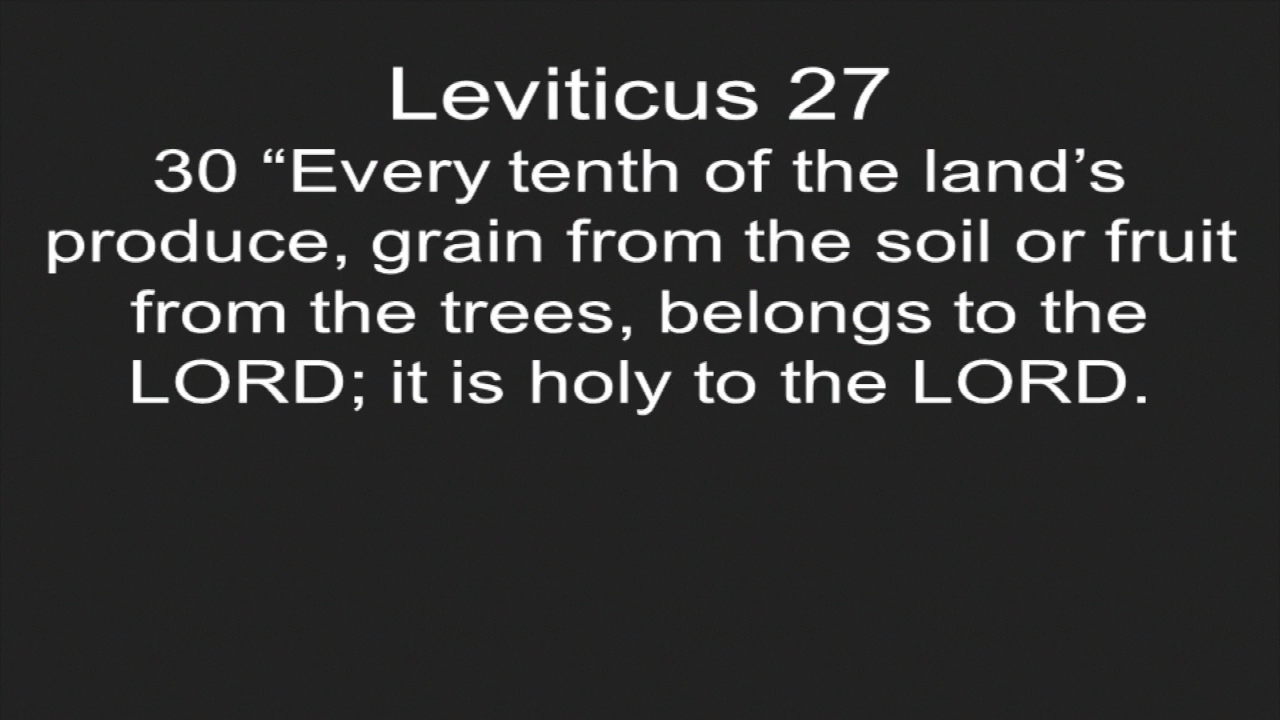 Leviticus 27
30 “Every tenth of the land’s
produce, grain from the soil or fruit
from the trees, belongs to the
LORD; it is holy to the LORD.